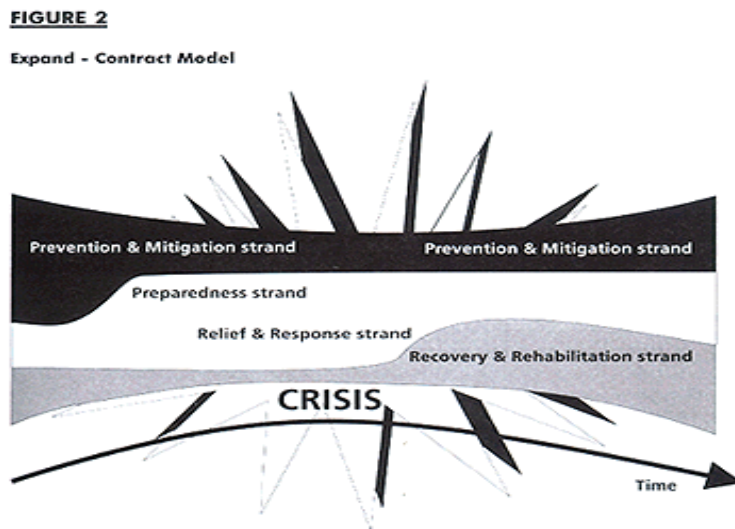 FIGURE 2
Expand - Contract Model
Prevention & Mitigation strand
Prevention & Mitigation strand
Preparedness strand
Relief & Response strand
Recovery & Rehabilitation strand
CRISIS
Time